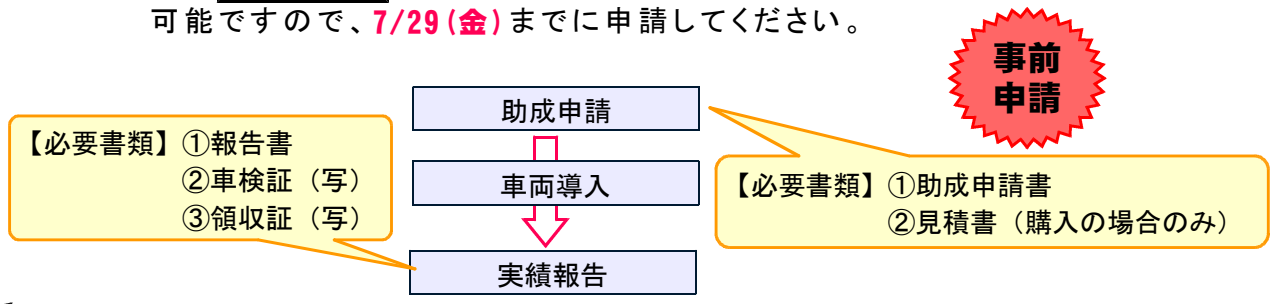 可能ですので、7/29(金)までに申請してください。
事前
申請
助成申請
【必要書類】①報告書
②車検証（写）
③領収証（写）
車両導入
【必要書類】①助成申請書
②見積書（購入の場合のみ）
実績報告